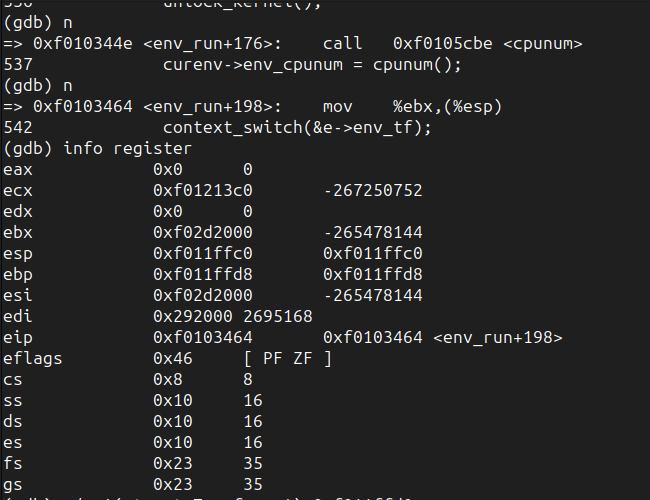 unlock_kernel();
(gdb) n
=> 0xf010344e <env_run+176>: call 0xf0105cbe <cpunum>
537 curenv->env_cpunum = cpunum();
(gdb) n
=> 0xf0103464 <env_run+198>: mov %ebx,(%esp)
542 context_switch(&e->env_tf);
(gdb) info register
eax 0x0 0
ecx 0xf01213c0 -267250752
edx 0x0 0
ebx 0xf02d2000 -265478144
esp 0xf011ffc0 0xf011ffc0
ebp 0xf011ffd8 0xf011ffd8
esi 0xf02d2000 -265478144
edi 0x292000 2695168
eip 0xf0103464 0xf0103464 <env_run+198>
eflags 0x46 [ PF ZF ]
cs 0x8 8
ss 0x10 16
ds 0x10 16
es 0x10 16
fs 0x23 35
gs 0x23 35